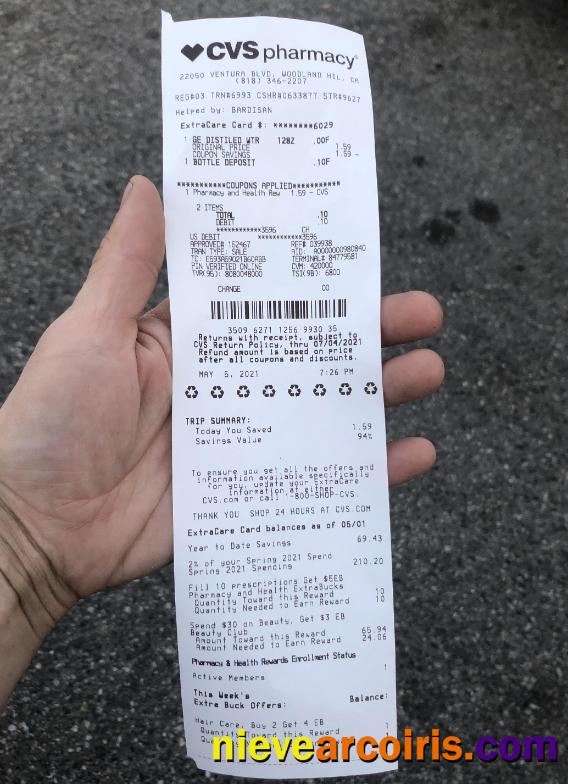 CVS pharmacy
22050 VENTURA BLVD, WOODLAND HIL, CA
(818) 346-2207
REG#03 TRN#6993 CSHR#0633877 STR#9627
Helped by: BARDISAN
ExtraCare Card #: ********6029
1 GE DISTILED WTR 128Z .00F
ORIGINAL PRICE 1.59
COUPON SAVINGS 1.59 -
1 BOTTLE DEPOSIT .10F
***********COUPONS APPLIED***********
1 Pharmacy and Health Rew 1.59 - CVS
2 ITEMS
TOTAL .10
DEBIT .10
************3596 CH
US DEBIT ************3596
APPROVED# 152467 REF# 039938
TRAN TYPE: SALE AID: A0000000980840
TERMINAL# 84779581
PIN VERIFIED ONLINE CVM: 420000
TVR(95): 8080048000 TSI(9B): 6800
CHANGE .00
3509 6271 1256 9930 35
Returns with receipt, subject to
CVS Return Policy, thru 07/04/2021
Refund amount is based on price
after all coupons and discounts.
MAY 5, 2021 7:26 PM
TRIP SUMMARY:
Today You Saved 1.59
Savings Value 94%
To ensure you get all the offers and
information available specifically
for you, update your ExtraCare
information at either
CVS.com or call 1-800-SHOP-CVS.
THANK YOU. SHOP 24 HOURS AT CVS.COM
ExtraCare Card balances as of 05/01
Year to Date Savings 69.43
2% of your Spring 2021 Spend
Spring 2021 Spending 210.20
Fill 10 prescriptions Get $5EB
Pharmacy and Health ExtraBucks
Quantity Toward this Reward 10
Quantity Needed to Earn Reward 10
Spend $30 on Beauty, Get $3 EB
Beauty Club
Amount Toward this Reward 65.94
Amount Needed to Earn Reward 24.06
Pharmacy & Health Rewards Enrollment Status
Active Members 1
This Week's
Extra Buck Offers: Balance:
Hair Care, Buy 2 Get 4 EB
Quantity Toward this Reward 1
nievearcoiris.com